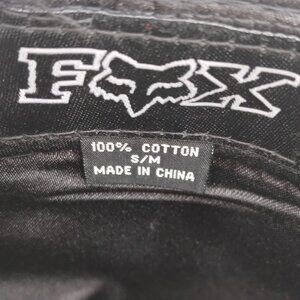 FOX
100% COTTON
S/M
MADE IN CHINA